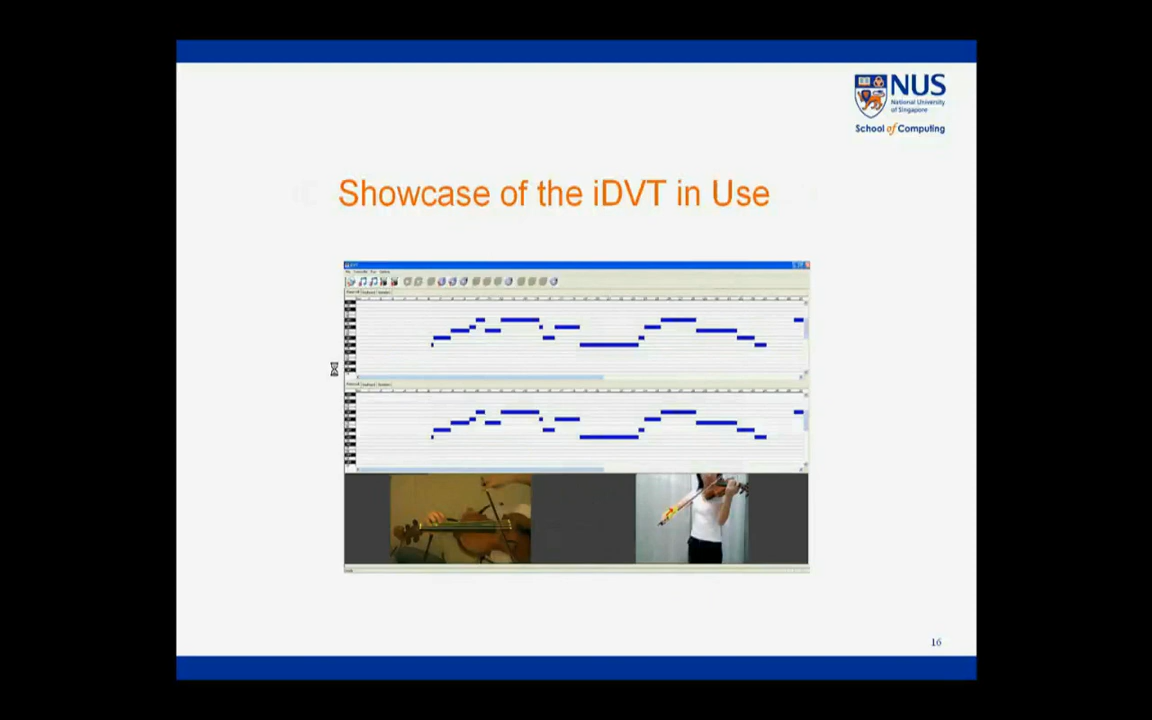 NUS
National University
of Singapore
School of Computing
Showcase of the iDVT in Use
16